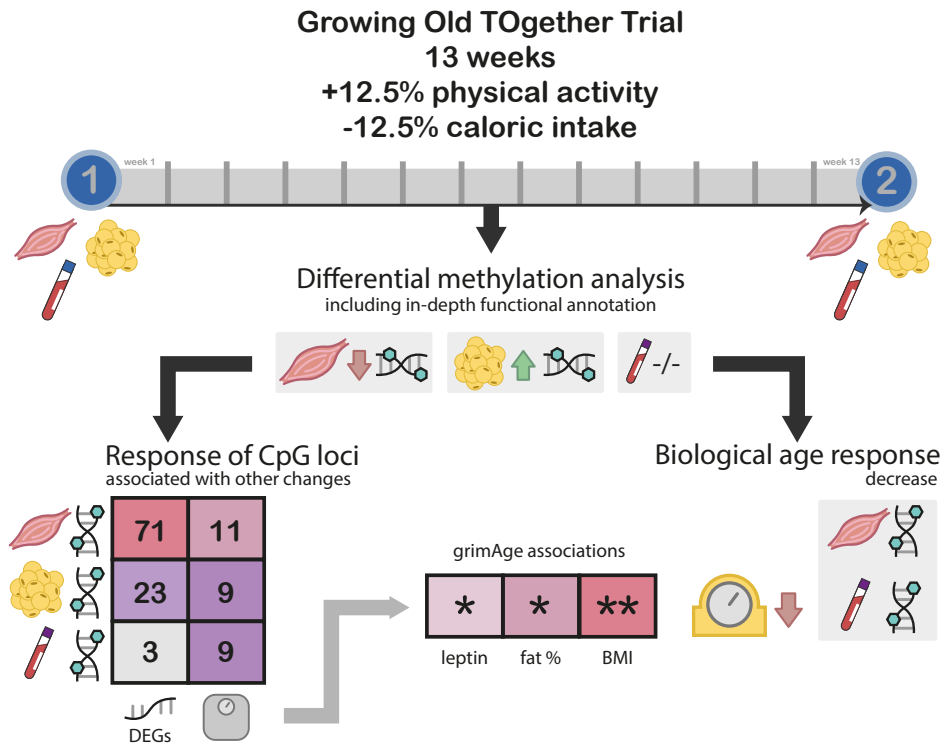 Growing Old TOgether Trial
13 weeks
+12.5% physical activity
-12.5% caloric intake
week 1
week 13
1
2
Differential methylation analysis
including in-depth functional annotation
-/-
Response of CpG loci
associated with other changes
Biological age response
decrease
71 11
23 9
3 9
DEGs
grimAge associations
* * **
leptin fat % BMI